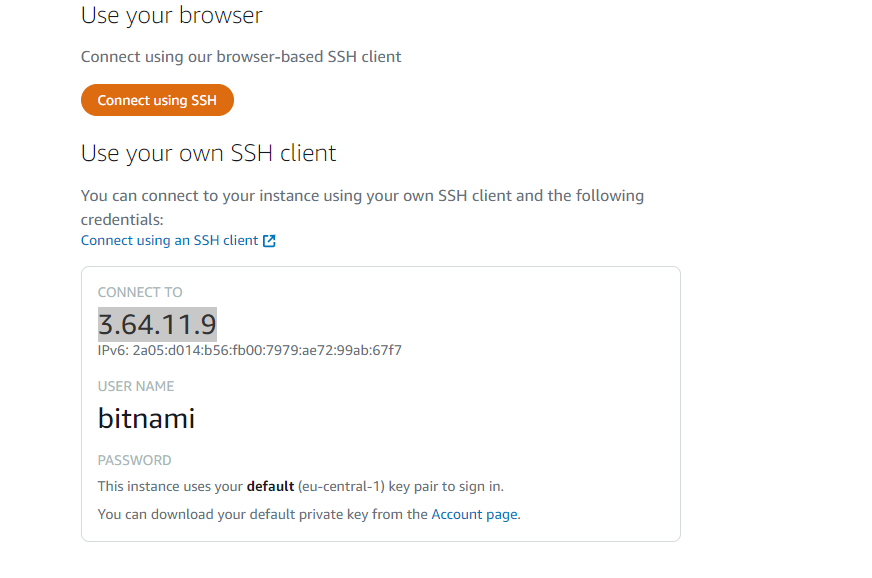 Use your browser
Connect using our browser-based SSH client
Connect using SSH
Use your own SSH client
You can connect to your instance using your own SSH client and the following
credentials:
Connect using an SSH client
CONNECT TO
3.64.11.9
IPv6: 2a05:d014:b56:fb00:7979:ae72:99ab:67f7
USER NAME
bitnami
PASSWORD
This instance uses your default (eu-central-1) key pair to sign in.
You can download your default private key from the Account page.